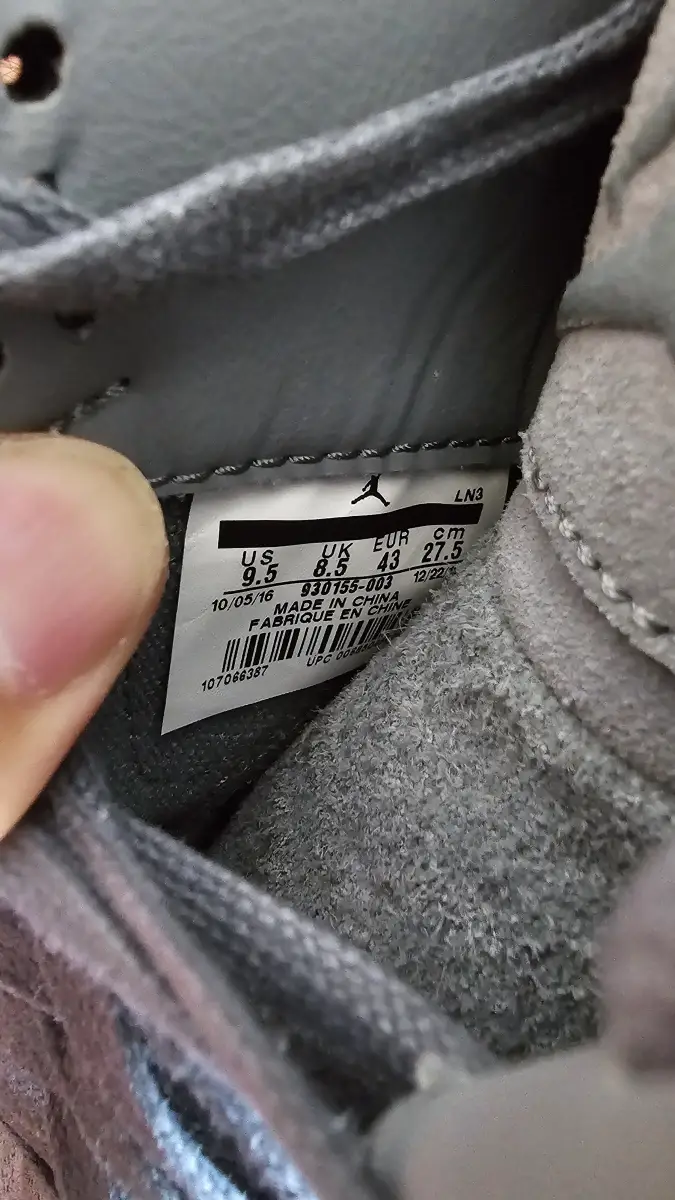 LN3
US UK EUR cm
9.5 8.5 43 27.5
10/05/16 930155-003
MADE IN CHINA
FABRIQUE EN CHINE
UPC
107066387